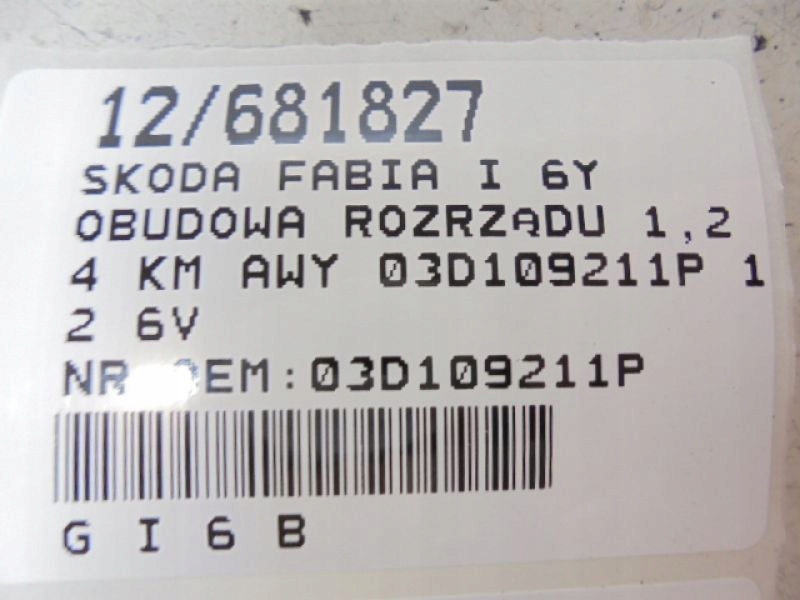 12/681827
SKODA FABIA I 6Y
OBUDOWA ROZRZĄDU 1,2
4 KM AWY 03D109211P 1
2 6V
NR OEM:03D109211P
G I 6 B